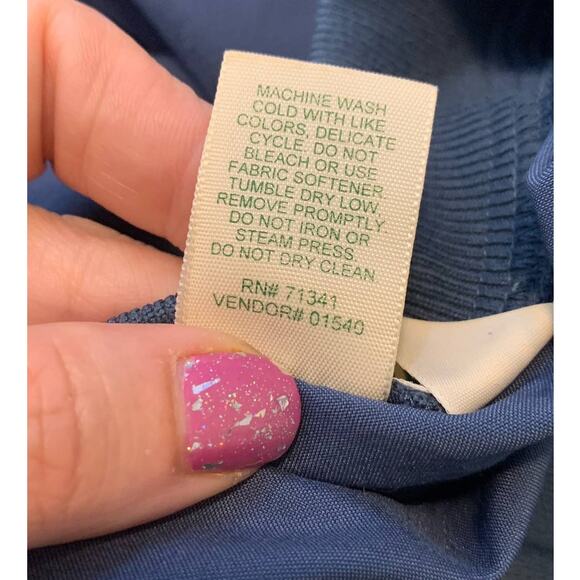 MACHINE WASH
COLD WITH LIKE
COLORS, DELICATE
CYCLE. DO NOT
BLEACH OR USE
FABRIC SOFTENER.
TUMBLE DRY LOW,
REMOVE PROMPTLY.
DO NOT IRON OR
STEAM PRESS.
DO NOT DRY CLEAN
RN# 71341
VENDOR# 01540